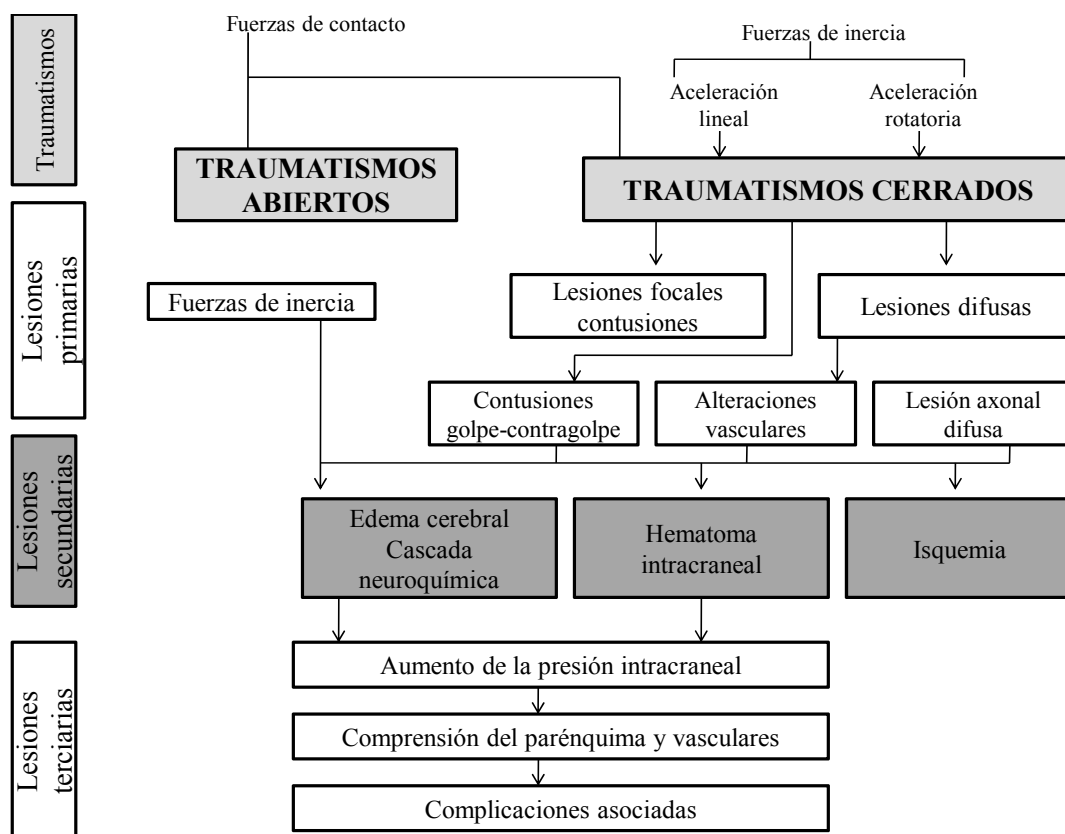 Traumatismos
Fuerzas de contacto
Fuerzas de inercia
Aceleración
lineal
Aceleración
rotatoria
TRAUMATISMOS
ABIERTOS
TRAUMATISMOS CERRADOS
Lesiones
primarias
Fuerzas de inercia
Lesiones focales
contusiones
Lesiones difusas
Contusiones
golpe-contragolpe
Alteraciones
vasculares
Lesión axonal
difusa
Lesiones
secundarias
Edema cerebral
Cascada
neuroquímica
Hematoma
intracraneal
Isquemia
Lesiones
terciarias
Aumento de la presión intracraneal
Comprensión del parénquima y vasculares
Complicaciones asociadas